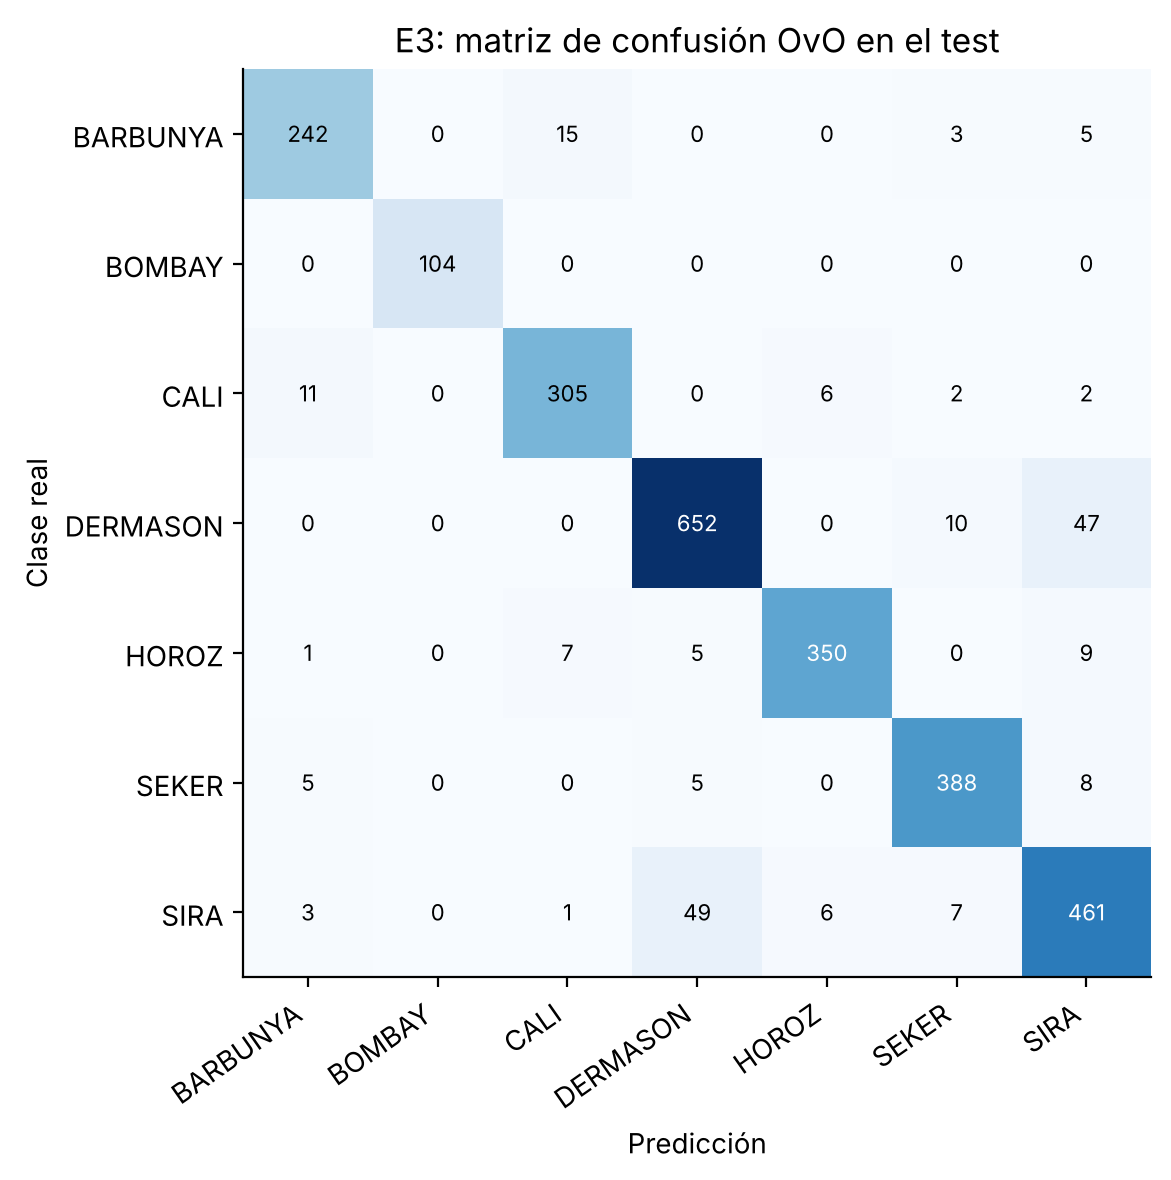 E3: matriz de confusión OvO en el test
Clase real
BARBUNYA 242 0 15 0 0 3 5
BOMBAY 0 104 0 0 0 0 0
CALI 11 0 305 0 6 2 2
DERMASON 0 0 0 652 0 10 47
HOROZ 1 0 7 5 350 0 9
SEKER 5 0 0 5 0 388 8
SIRA 3 0 1 49 6 7 461
BARBUNYA BOMBAY CALI DERMASON HOROZ SEKER SIRA
Predicción